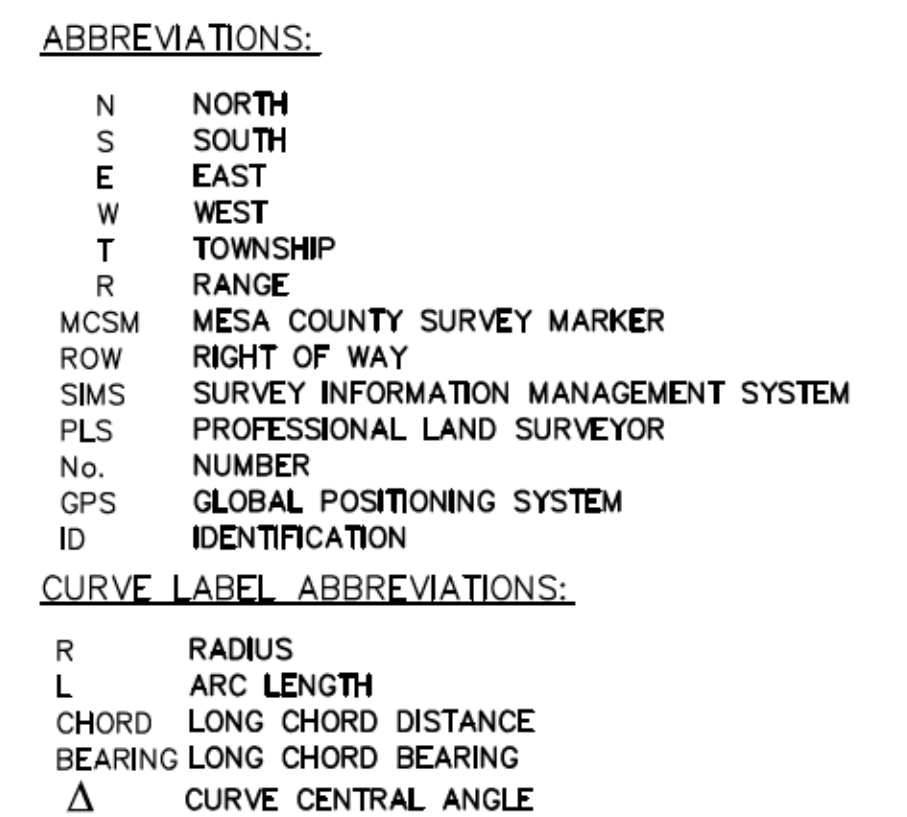 ABBREVIATIONS:
N NORTH
S SOUTH
E EAST
W WEST
T TOWNSHIP
R RANGE
MCSM MESA COUNTY SURVEY MARKER
ROW RIGHT OF WAY
SIMS SURVEY INFORMATION MANAGEMENT SYSTEM
PLS PROFESSIONAL LAND SURVEYOR
No. NUMBER
GPS GLOBAL POSITIONING SYSTEM
ID IDENTIFICATION
CURVE LABEL ABBREVIATIONS:
R RADIUS
L ARC LENGTH
CHORD LONG CHORD DISTANCE
BEARING LONG CHORD BEARING
Δ CURVE CENTRAL ANGLE